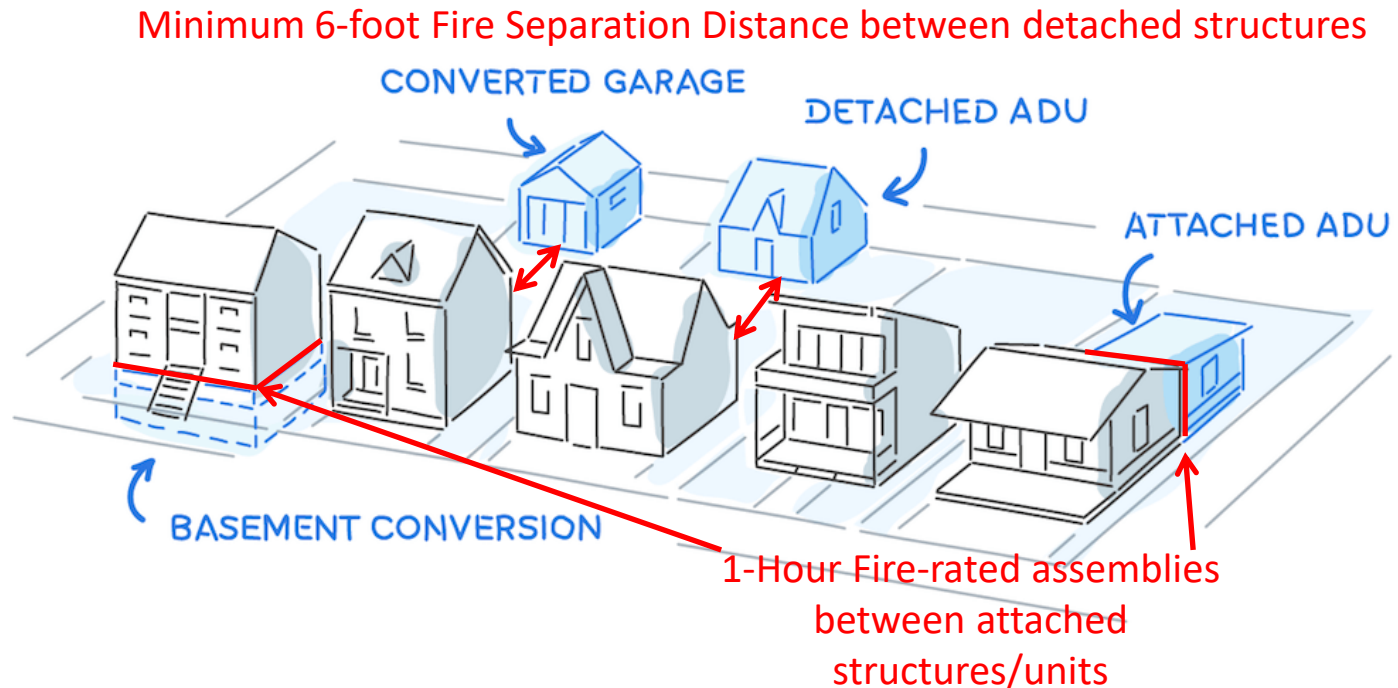 Minimum 6-foot Fire Separation Distance between detached structures
CONVERTED GARAGE
DETACHED ADU
ATTACHED ADU
BASEMENT CONVERSION
1-Hour Fire-rated assemblies
between attached
structures/units